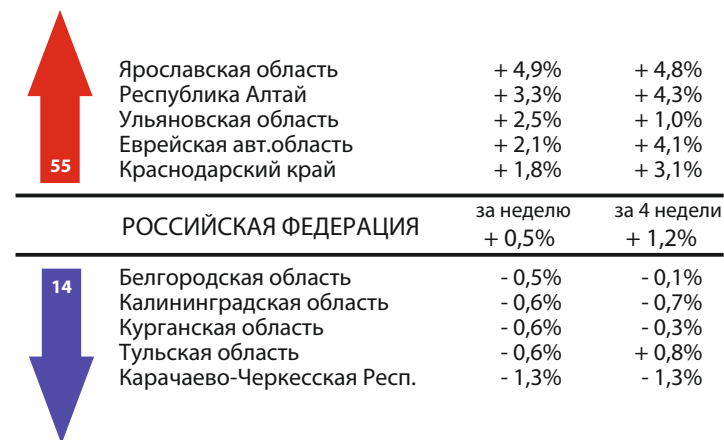 Ярославская область + 4,9% + 4,8%
Республика Алтай + 3,3% + 4,3%
Ульяновская область + 2,5% + 1,0%
Еврейская авт.область + 2,1% + 4,1%
55 Краснодарский край + 1,8% + 3,1%
за неделю за 4 недели
РОССИЙСКАЯ ФЕДЕРАЦИЯ + 0,5% + 1,2%
14 Белгородская область - 0,5% - 0,1%
Калининградская область - 0,6% - 0,7%
Курганская область - 0,6% - 0,3%
Тульская область - 0,6% + 0,8%
Карачаево-Черкесская Респ. - 1,3% - 1,3%